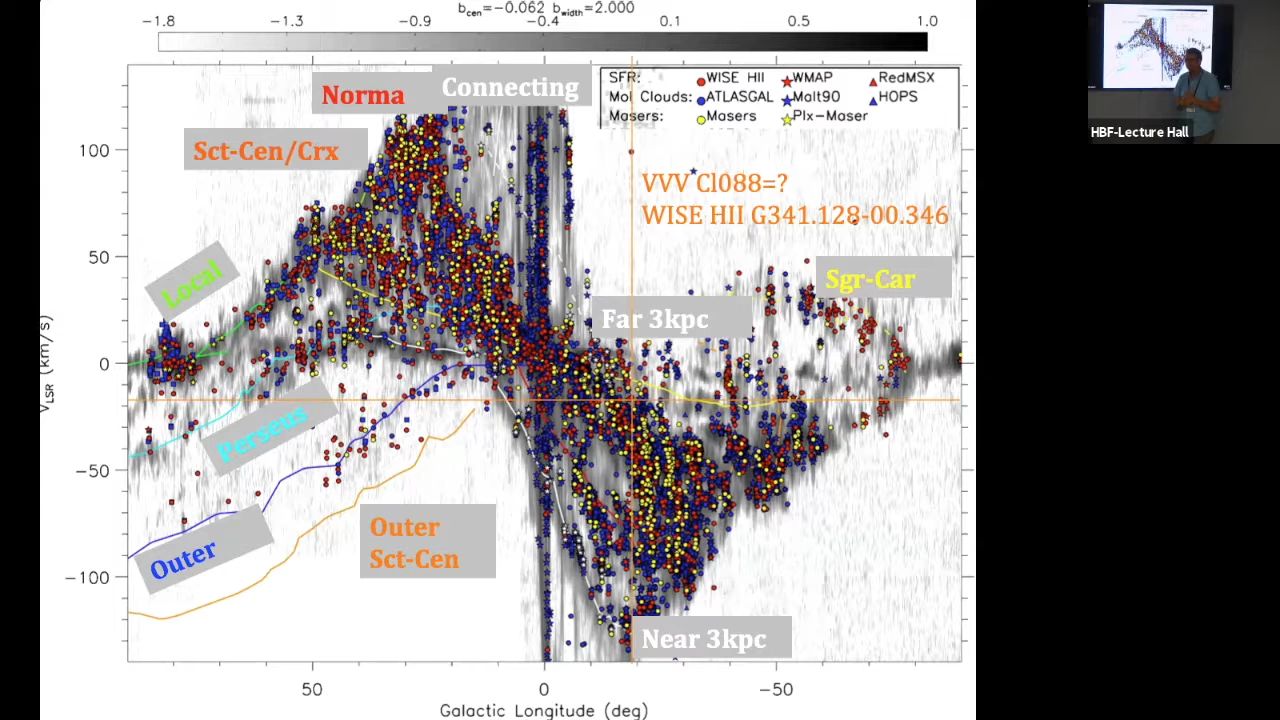 b_cen=−0.062 b_width=2.000
−1.8 −1.3 −0.9 −0.4 0.1 0.5 1.0
SFR: WISE HII WMAP RedMSX
Mol Clouds: ATLASGAL Malt90 HOPS
Masers: Masers Plx−Maser
Norma
Connecting
Sct-Cen/Crx
VVV Cl088=?
WISE HII G341.128-00.346
Local
Sgr-Car
Far 3kpc
Perseus
Outer
Outer
Sct-Cen
Near 3kpc
100
50
0
−50
−100
V_LSR (km/s)
50 0 −50
Galactic Longitude (deg)
HBF-Lecture Hall